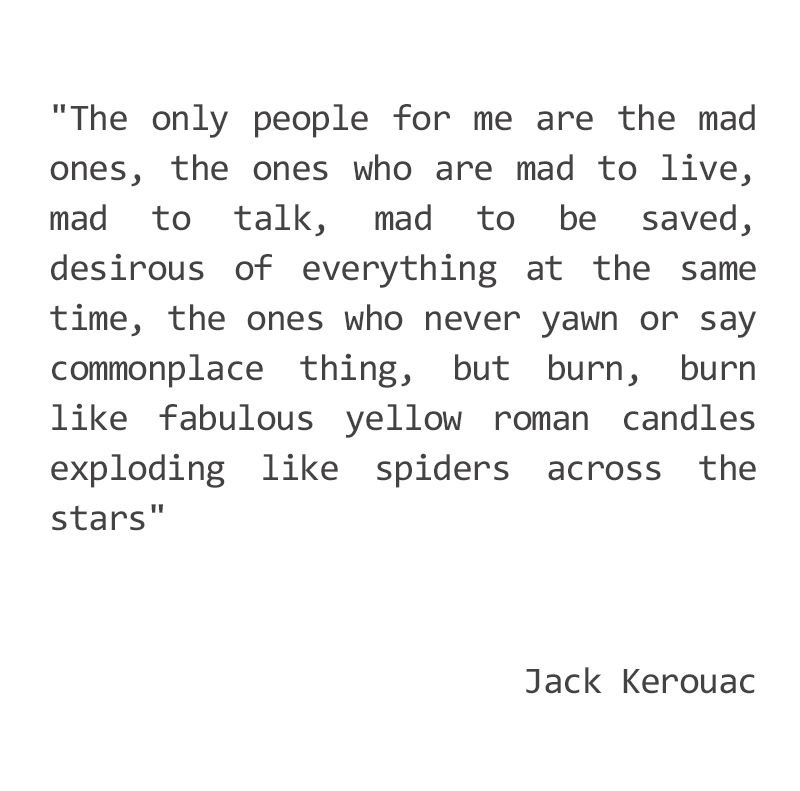 "The only people for me are the mad
ones, the ones who are mad to live,
mad to talk, mad to be saved,
desirous of everything at the same
time, the ones who never yawn or say
commonplace thing, but burn, burn
like fabulous yellow roman candles
exploding like spiders across the
stars"
Jack Kerouac